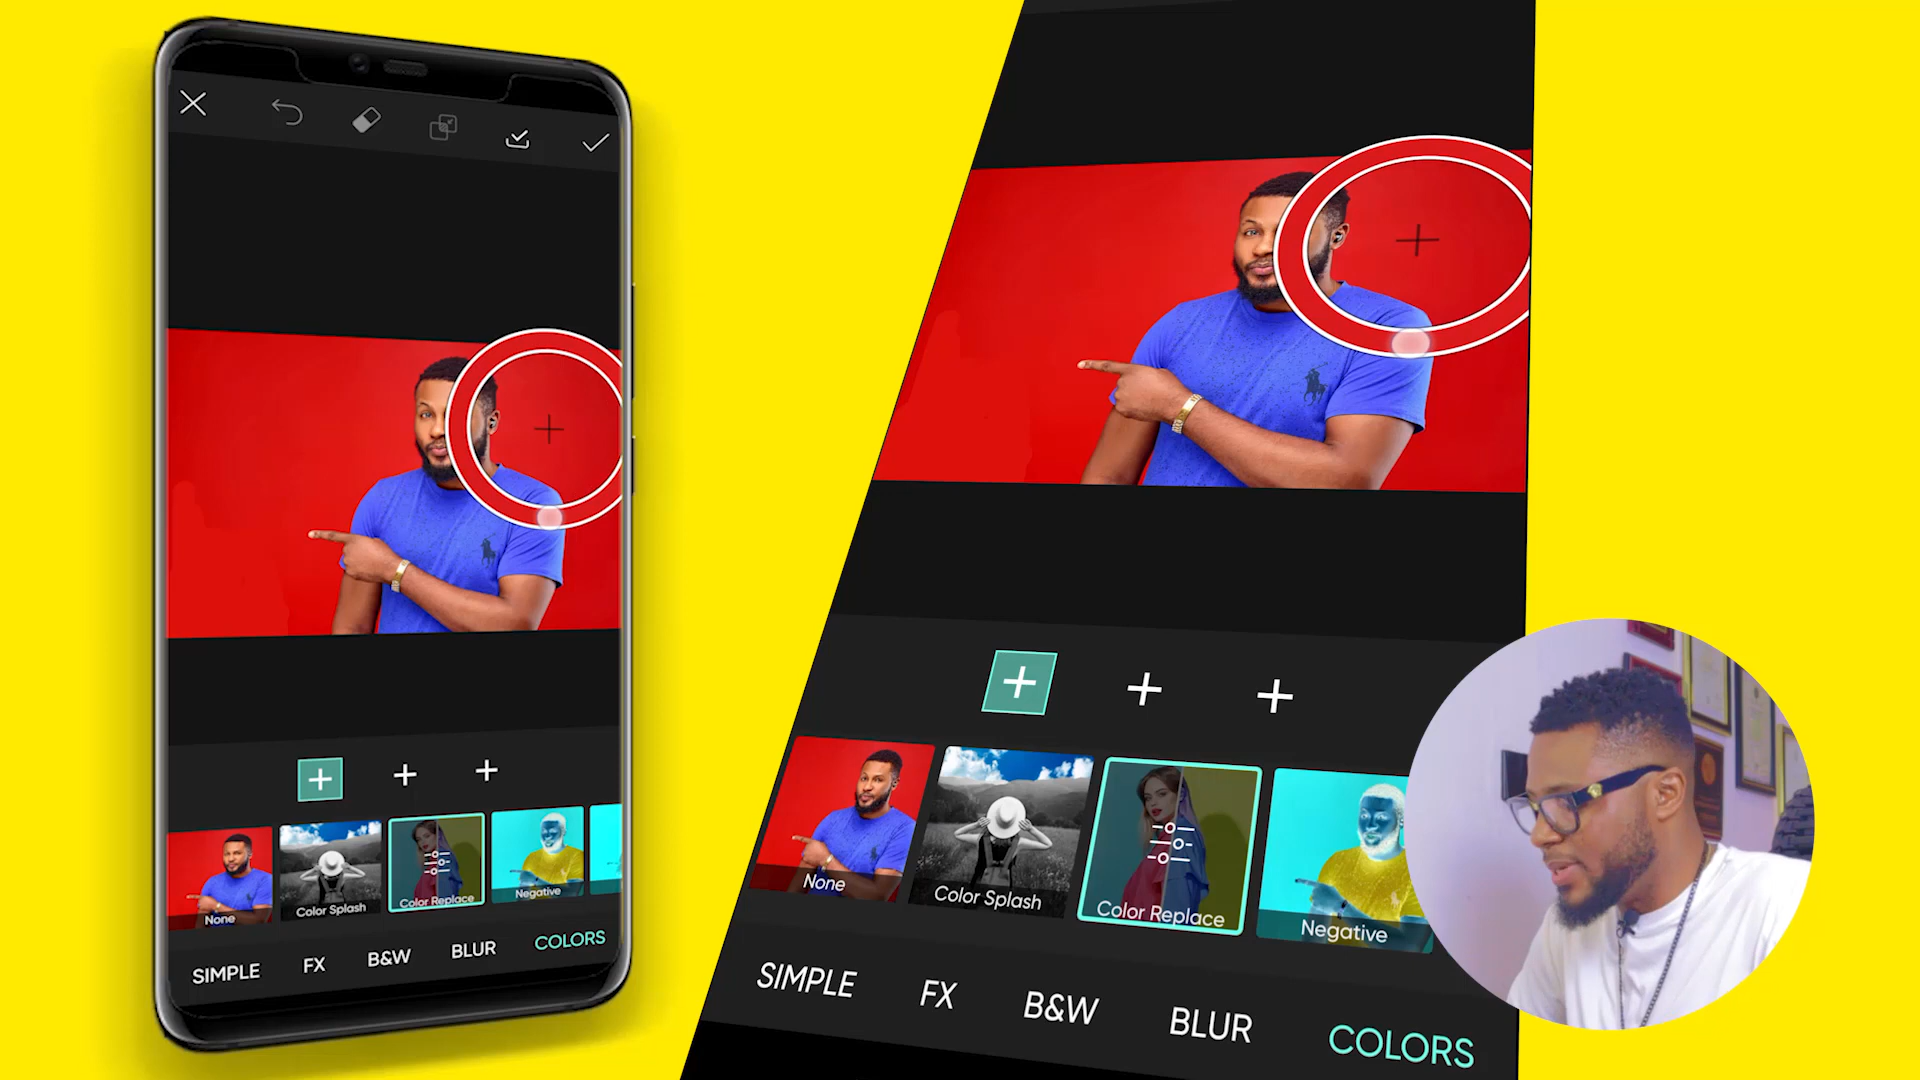 None
Color Splash
Color Replace
Negative
SIMPLE
FX
B&W
BLUR
COLORS
None
Color Splash
Color Replace
Negative
SIMPLE
FX
B&W
BLUR
COLORS